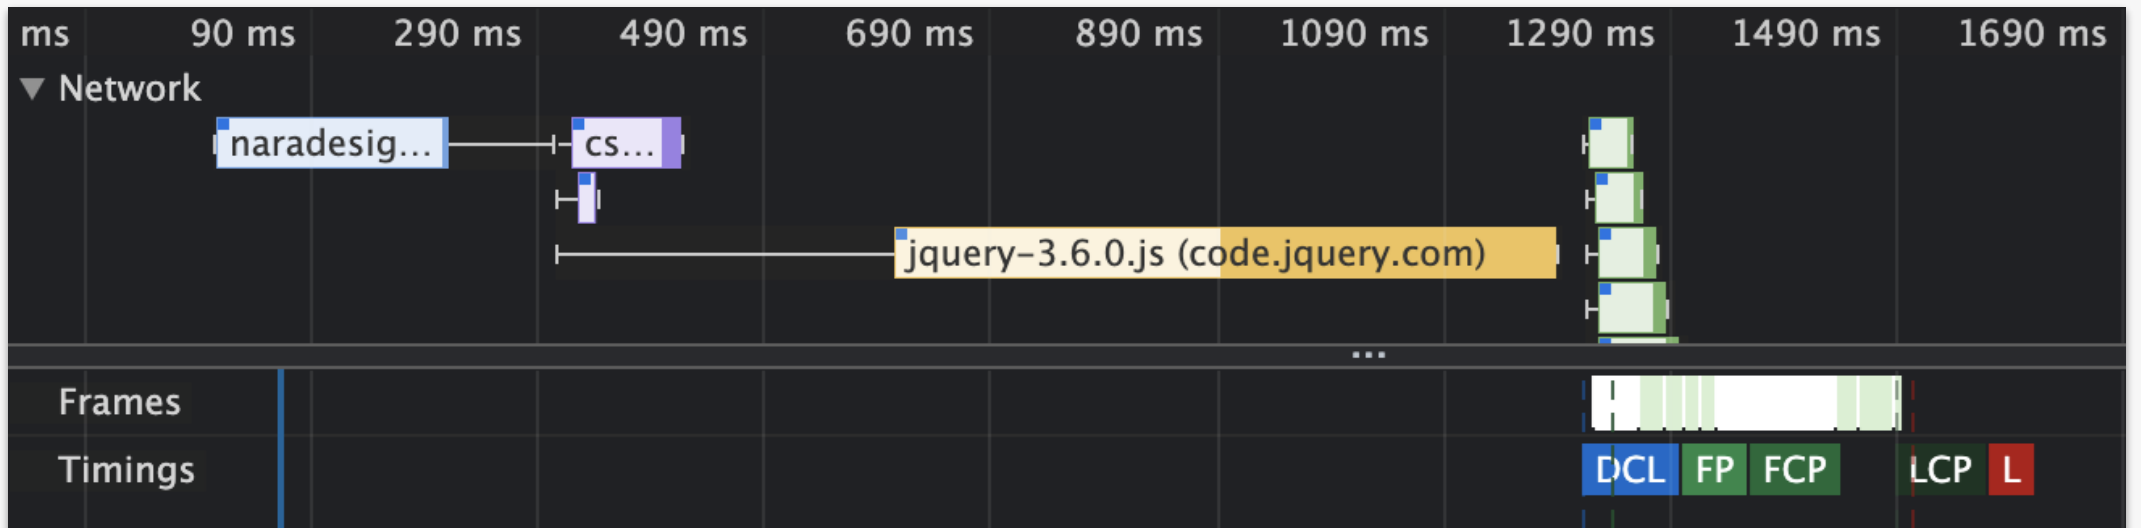 ms 90 ms 290 ms 490 ms 690 ms 890 ms 1090 ms 1290 ms 1490 ms 1690 ms
▼ Network
naradesig... cs...
jquery-3.6.0.js (code.jquery.com)
...
Frames
Timings DCL FP FCP LCP L